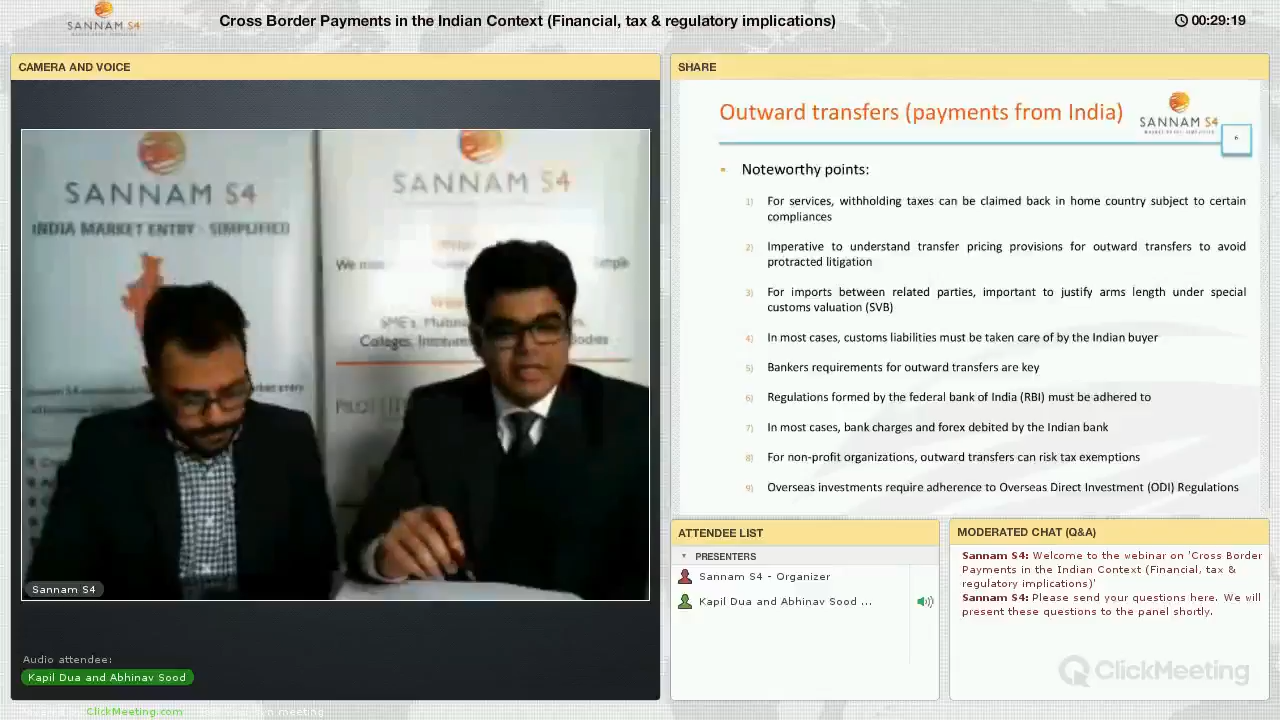 SANNAM S4
Cross Border Payments in the Indian Context (Financial, tax & regulatory implications)
00:29:19
CAMERA AND VOICE
SANNAM S4
INDIA MARKET ENTRY - SIMPLIFIED
SANNAM S4
We
Colleges,
PILOT
Sannam S4
Audio attendee:
Kapil Dua and Abhinav Sood
ClickMeeting.com
meeting
SHARE
Outward transfers (payments from India)
SANNAM S4
6
Noteworthy points:
1) For services, withholding taxes can be claimed back in home country subject to certain
compliances
2) Imperative to understand transfer pricing provisions for outward transfers to avoid
protracted litigation
3) For imports between related parties, important to justify arms length under special
customs valuation (SVB)
4) In most cases, customs liabilities must be taken care of by the Indian buyer
5) Bankers requirements for outward transfers are key
6) Regulations formed by the federal bank of India (RBI) must be adhered to
7) In most cases, bank charges and forex debited by the Indian bank
8) For non-profit organizations, outward transfers can risk tax exemptions
9) Overseas investments require adherence to Overseas Direct Investment (ODI) Regulations
ATTENDEE LIST
PRESENTERS
Sannam S4 - Organizer
Kapil Dua and Abhinav Sood ...
MODERATED CHAT (Q&A)
Sannam S4: Welcome to the webinar on 'Cross Border
Payments in the Indian Context (Financial, tax &
regulatory implications)'
Sannam S4: Please send your questions here. We will
present these questions to the panel shortly.
ClickMeeting